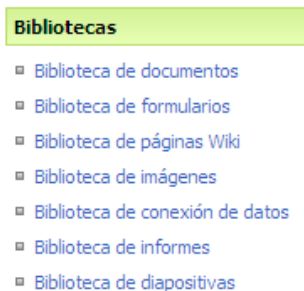 Bibliotecas
Biblioteca de documentos
Biblioteca de formularios
Biblioteca de páginas Wiki
Biblioteca de imágenes
Biblioteca de conexión de datos
Biblioteca de informes
Biblioteca de diapositivas